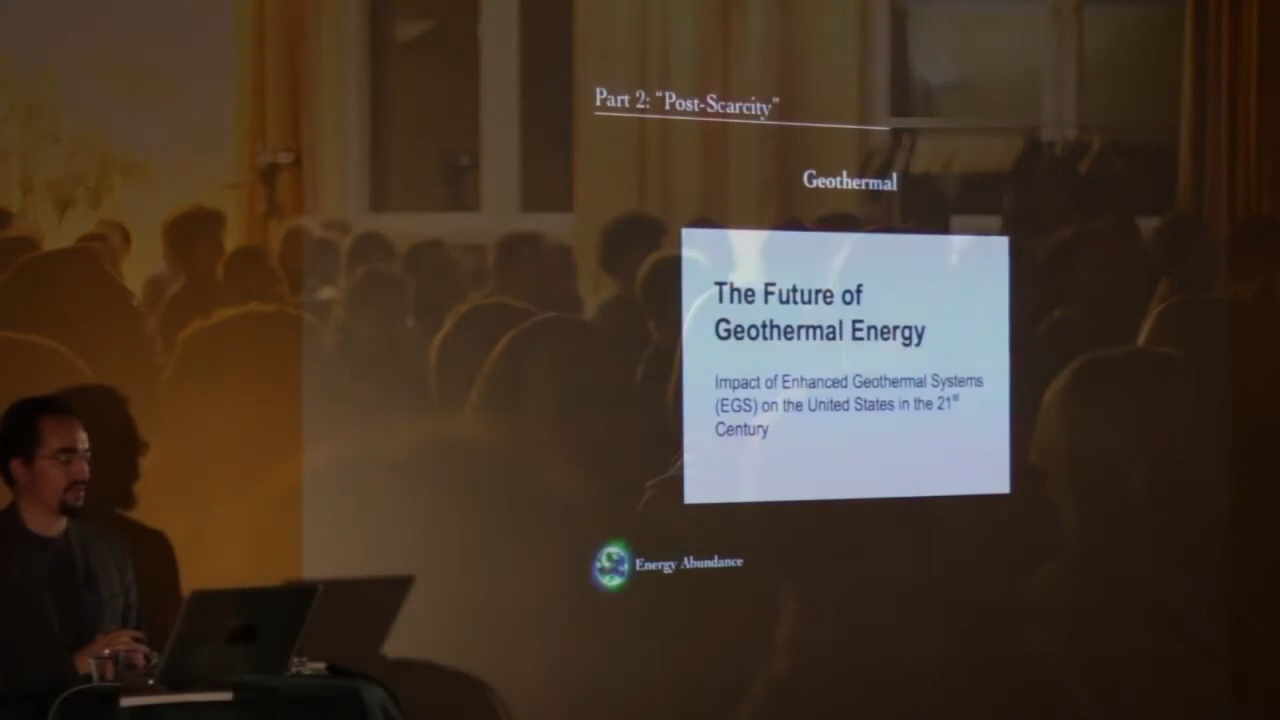 Part 2: "Post-Scarcity"
Geothermal
The Future of
Geothermal Energy
Impact of Enhanced Geothermal Systems
(EGS) on the United States in the 21st
Century
Energy Abundance